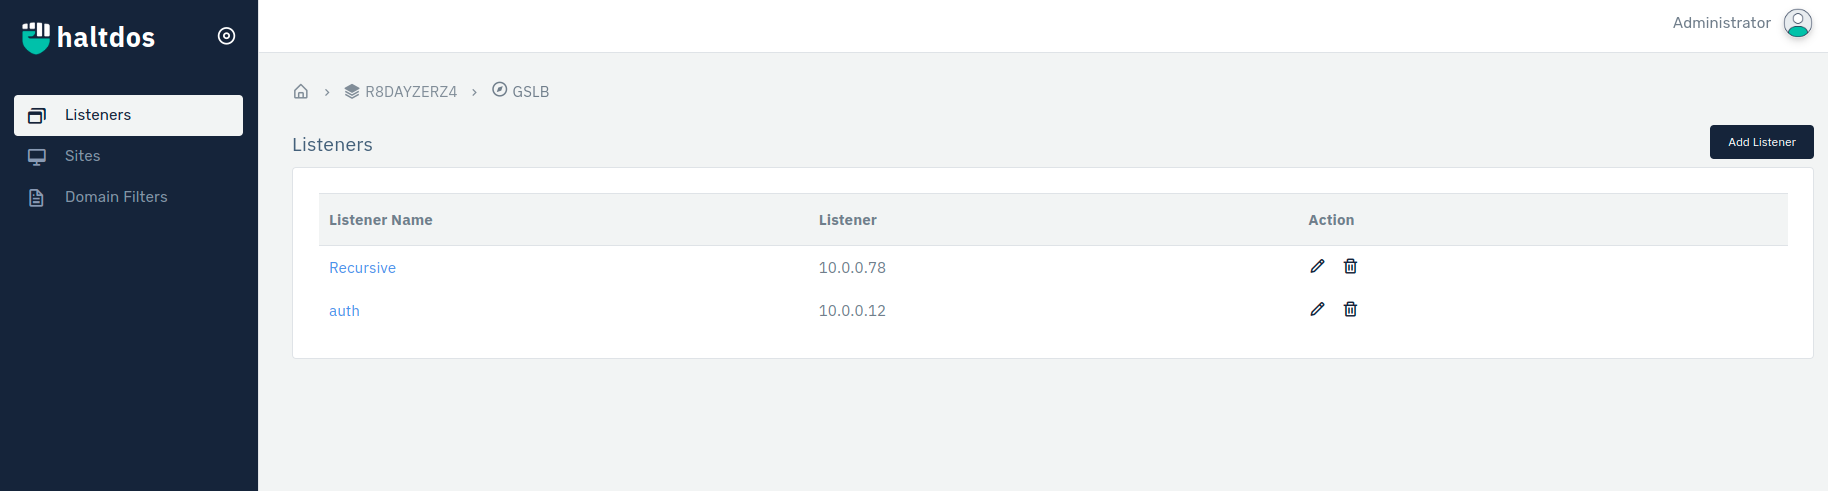 haltdos
Administrator
Listeners
Sites
Domain Filters
R8DAYZERZ4 › GSLB
Listeners
Add Listener
Listener Name Listener Action
Recursive 10.0.0.78
auth 10.0.0.12